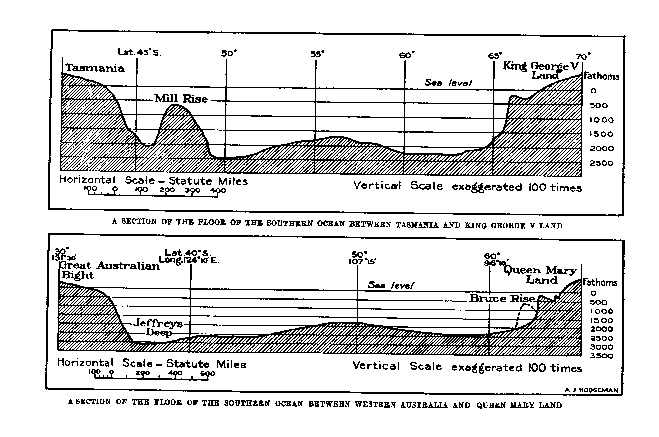 Lat. 45°S. 50° 55° 60° 65° 70°
Tasmania
King George V
Land
Fathoms
Sea level
Mill Rise
0
500
1000
1500
2000
2500
Horizontal Scale – Statute Miles
100 0 100 200 300 400
Vertical Scale exaggerated 100 times
A SECTION OF THE FLOOR OF THE SOUTHERN OCEAN BETWEEN TASMANIA AND KING GEORGE V LAND
Lat. 40°S. 50° 60°
107°15'
Great Australian
Bight
Queen Mary
Land
Fathoms
Sea level
Bruce Rise
Jeffreys
Deep
0
500
1000
1500
2000
2500
3000
3500
Horizontal Scale – Statute Miles
100 0 200 400 600
Vertical Scale exaggerated 100 times
A J HODGEMAN
A SECTION OF THE FLOOR OF THE SOUTHERN OCEAN BETWEEN WESTERN AUSTRALIA AND QUEEN MARY LAND